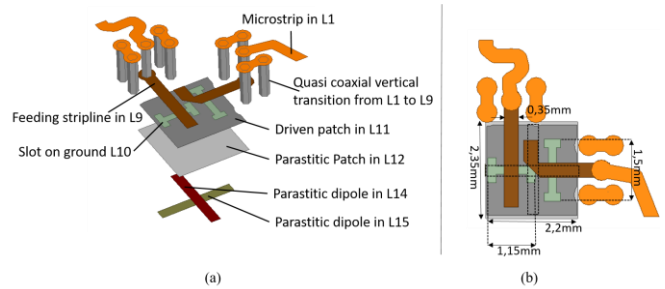 Microstrip in L1
Quasi coaxial vertical
transition from L1 to L9
Feeding stripline in L9
Slot on ground L10
Driven patch in L11
Parastitic Patch in L12
Parastitic dipole in L14
Parastitic dipole in L15
(a)
0,35mm
2,35mm
1,5mm
2,2mm
1,15mm
(b)